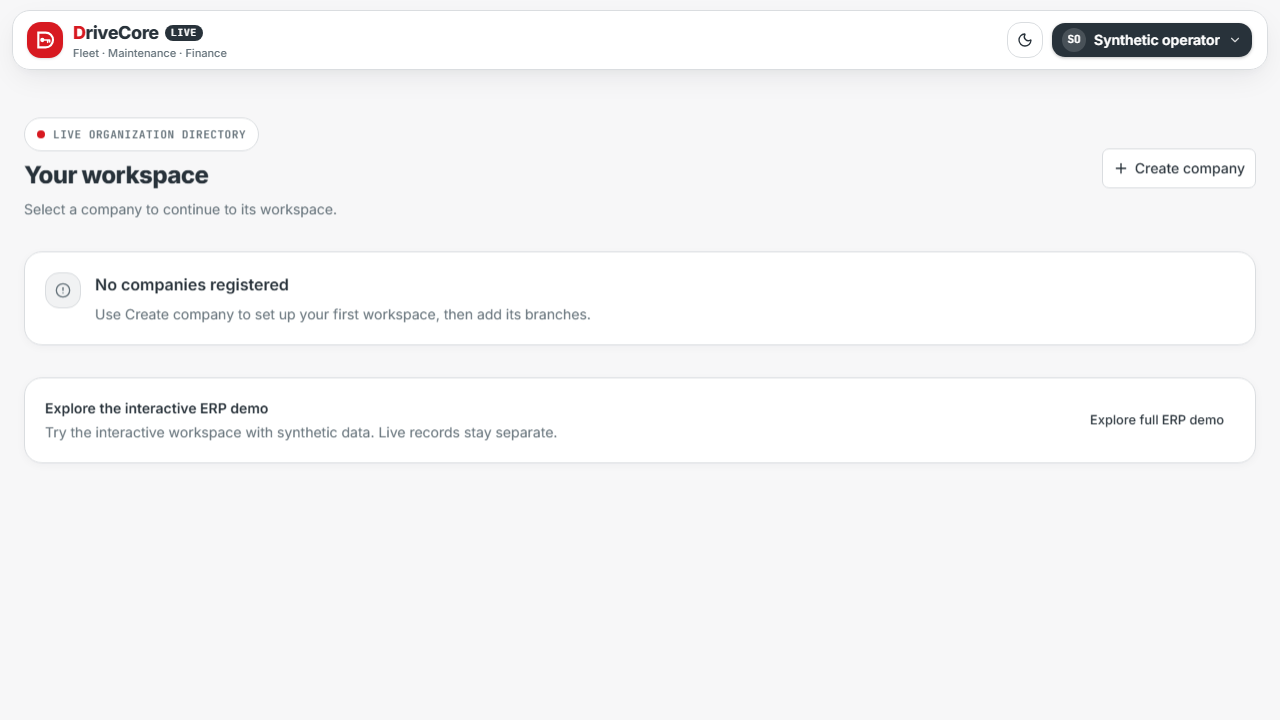 DriveCore LIVE
Fleet · Maintenance · Finance
SO Synthetic operator
LIVE ORGANIZATION DIRECTORY
Your workspace
Select a company to continue to its workspace.
Create company
No companies registered
Use Create company to set up your first workspace, then add its branches.
Explore the interactive ERP demo
Try the interactive workspace with synthetic data. Live records stay separate.
Explore full ERP demo